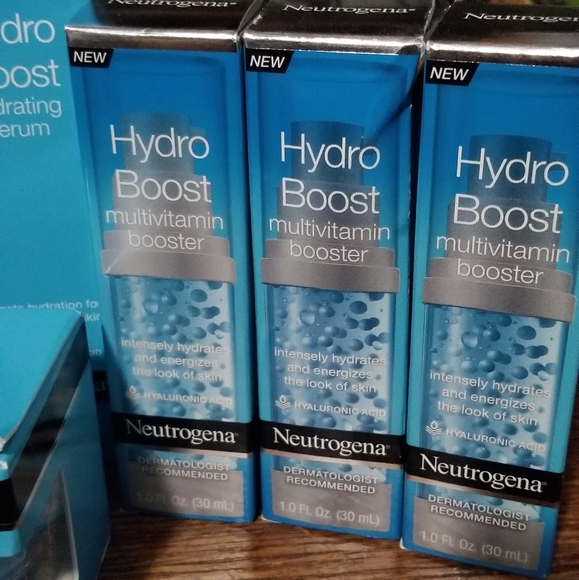 dro
oost
drating
erum
hydration for
Neutrogena®
NEW
Hydro
Boost
multivitamin
booster
intensely hydrates
and energizes
the look of skin
HYALURONIC ACID
Neutrogena®
DERMATOLOGIST
RECOMMENDED
1.0 FL OZ. (30 mL)
Neutrogena®
NEW
Hydro
Boost
multivitamin
booster
intensely hydrates
and energizes
the look of skin
HYALURONIC ACID
Neutrogena®
DERMATOLOGIST
RECOMMENDED
1.0 FL OZ. (30 mL)
Neutrogena
NEW
Hydro
Boost
multivitamin
booster
intensely hydrates
and energizes
the look of skin
HYALURONIC ACID
Neutrogena®
DERMATOLOGIST
RECOMMENDED
1.0 FL OZ. (30 mL)